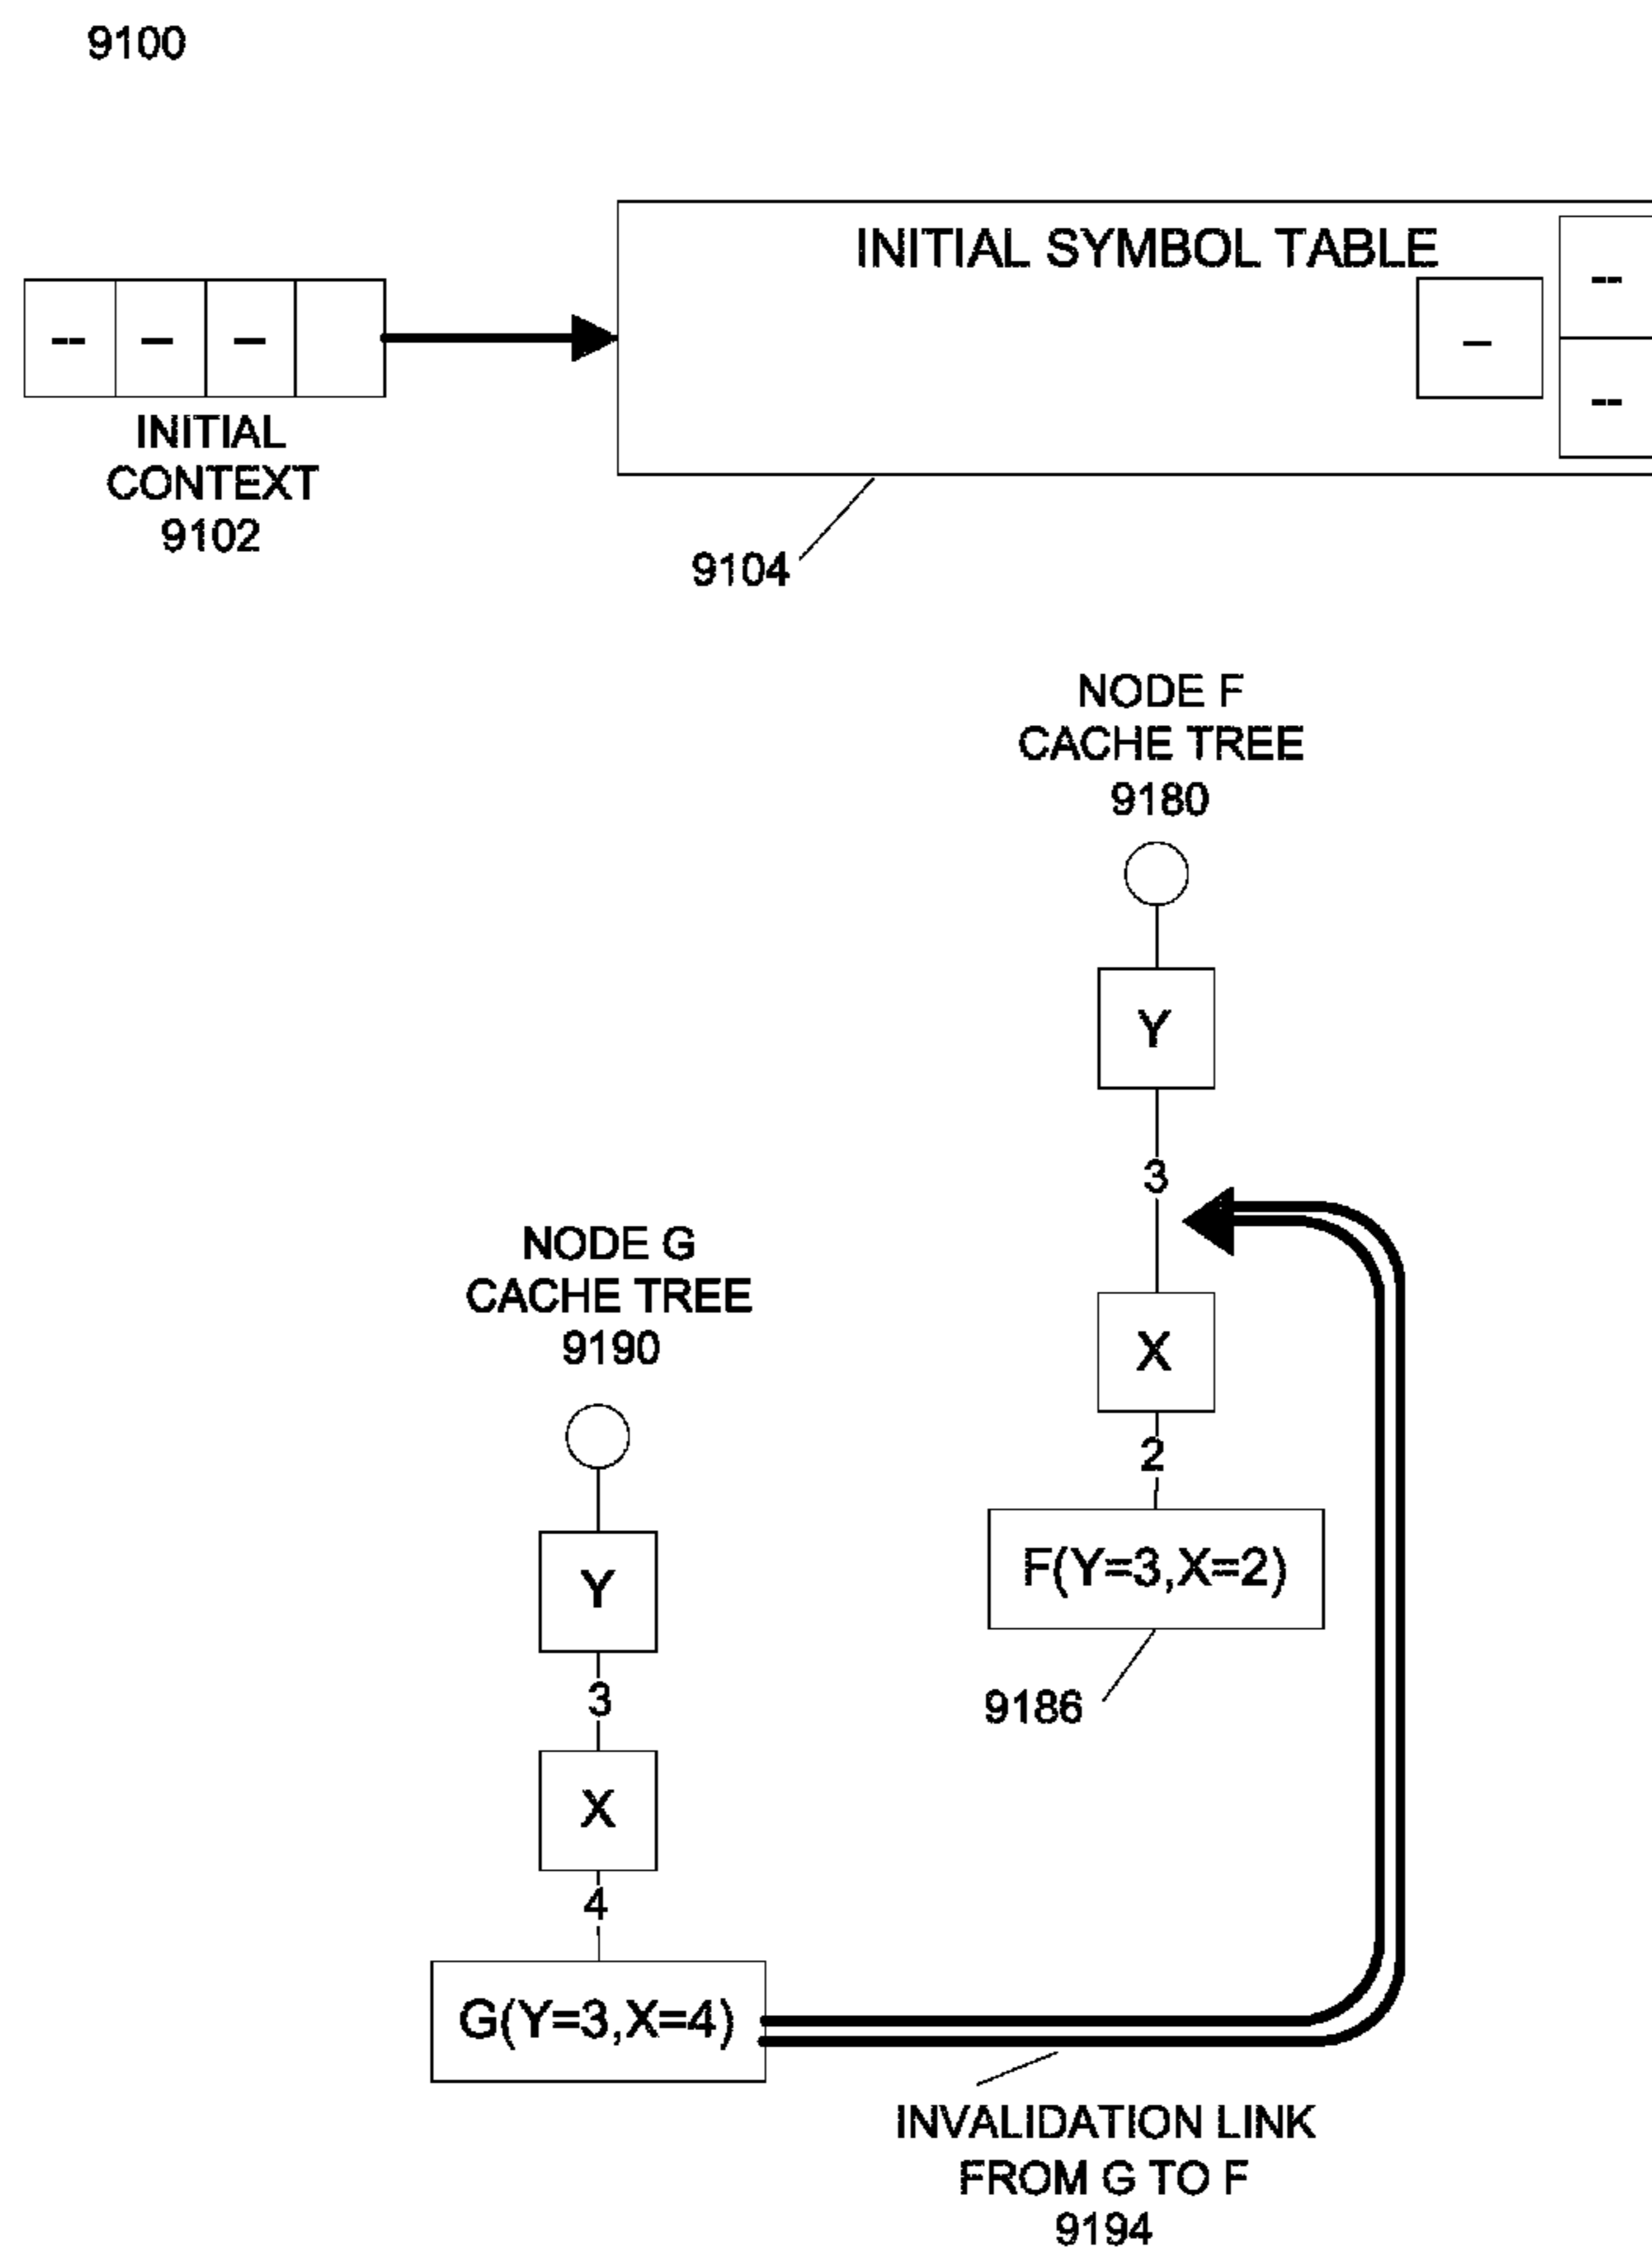 9100
INITIAL SYMBOL TABLE
-- – – – -- --
INITIAL
CONTEXT
9102
9104
NODE F
CACHE TREE
9180
Y
3
X
2
F(Y=3,X=2)
9186
NODE G
CACHE TREE
9190
Y
3
X
4
G(Y=3,X=4)
INVALIDATION LINK
FROM G TO F
9194